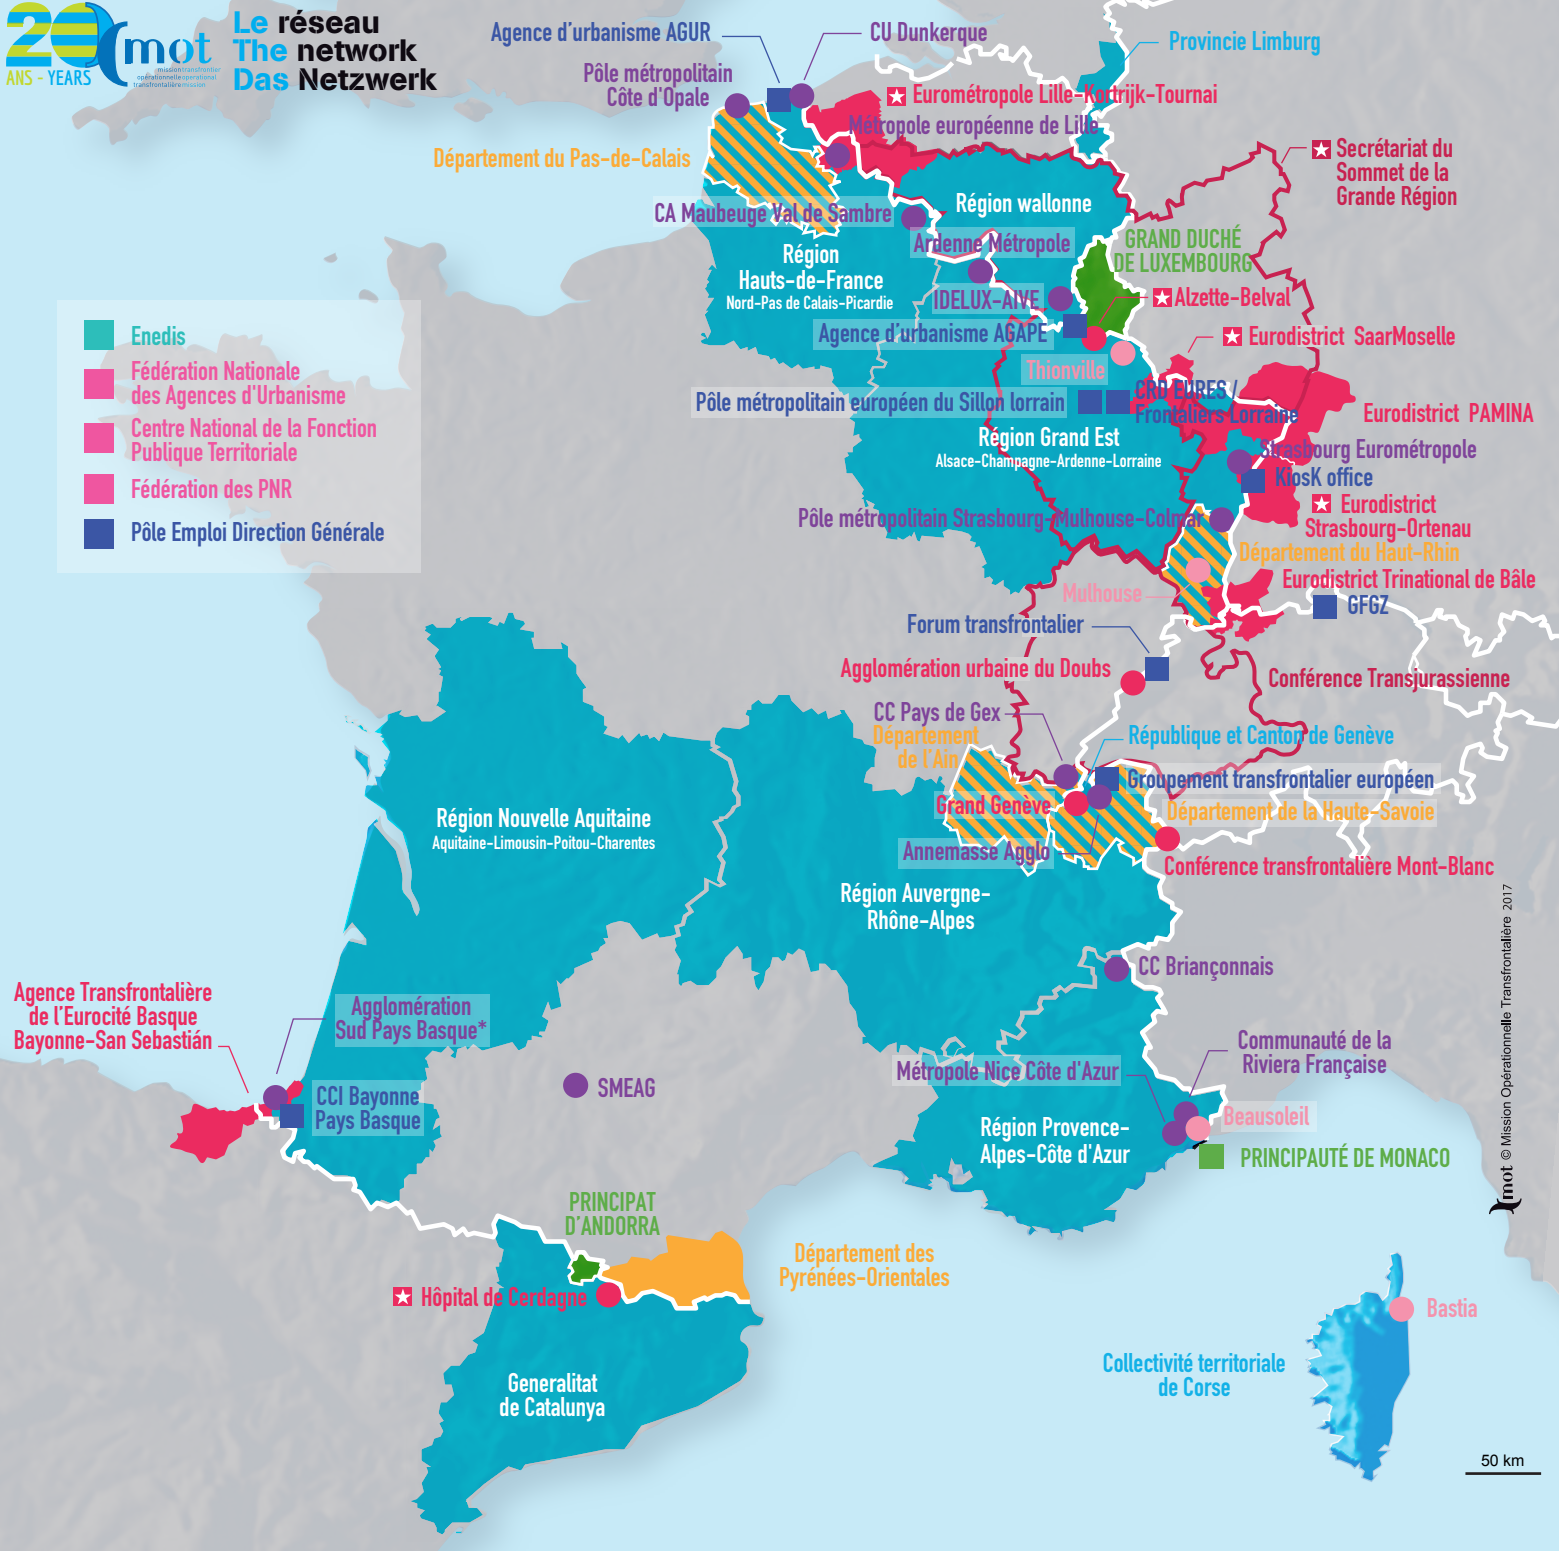 20
ANS - YEARS
mot
mission transfrontier
opérationnelle operational
transfrontalière mission
Le réseau
The network
Das Netzwerk
Agence d'urbanisme AGUR
CU Dunkerque
Provincie Limburg
Pôle métropolitain
Côte d'Opale
Eurométropole Lille-Kortrijk-Tournai
Métropole européenne de Lille
Département du Pas-de-Calais
Secrétariat du
Sommet de la
Grande Région
CA Maubeuge Val de Sambre
Région wallonne
Ardenne Métropole
GRAND DUCHÉ
DE LUXEMBOURG
Région
Hauts-de-France
Nord-Pas de Calais-Picardie
IDELUX-AIVE
Alzette-Belval
Agence d'urbanisme AGAPE
Eurodistrict SaarMoselle
Thionville
Enedis
Fédération Nationale
des Agences d'Urbanisme
Centre National de la Fonction
Publique Territoriale
Fédération des PNR
Pôle Emploi Direction Générale
Pôle métropolitain européen du Sillon lorrain
CRD EURES /
Frontaliers Lorraine
Eurodistrict PAMINA
Région Grand Est
Alsace-Champagne-Ardenne-Lorraine
Strasbourg Eurométropole
KiosK office
Eurodistrict
Strasbourg-Ortenau
Pôle métropolitain Strasbourg-Mulhouse-Colmar
Département du Haut-Rhin
Eurodistrict Trinational de Bâle
Mulhouse
GFGZ
Forum transfrontalier
Agglomération urbaine du Doubs
Conférence Transjurassienne
CC Pays de Gex
Département
de l'Ain
République et Canton de Genève
Groupement transfrontalier européen
Grand Genève
Département de la Haute-Savoie
Annemasse Agglo
Conférence transfrontalière Mont-Blanc
Région Nouvelle Aquitaine
Aquitaine-Limousin-Poitou-Charentes
Région Auvergne-
Rhône-Alpes
CC Briançonnais
Agence Transfrontalière
de l'Eurocité Basque
Bayonne-San Sebastián
Agglomération
Sud Pays Basque*
CCI Bayonne
Pays Basque
SMEAG
Communauté de la
Riviera Française
Métropole Nice Côte d'Azur
Beausoleil
Région Provence-
Alpes-Côte d'Azur
PRINCIPAUTÉ DE MONACO
PRINCIPAT
D'ANDORRA
Département des
Pyrénées-Orientales
Hôpital de Cerdagne
Generalitat
de Catalunya
Bastia
Collectivité territoriale
de Corse
50 km
mot © Mission Opérationnelle Transfrontalière 2017